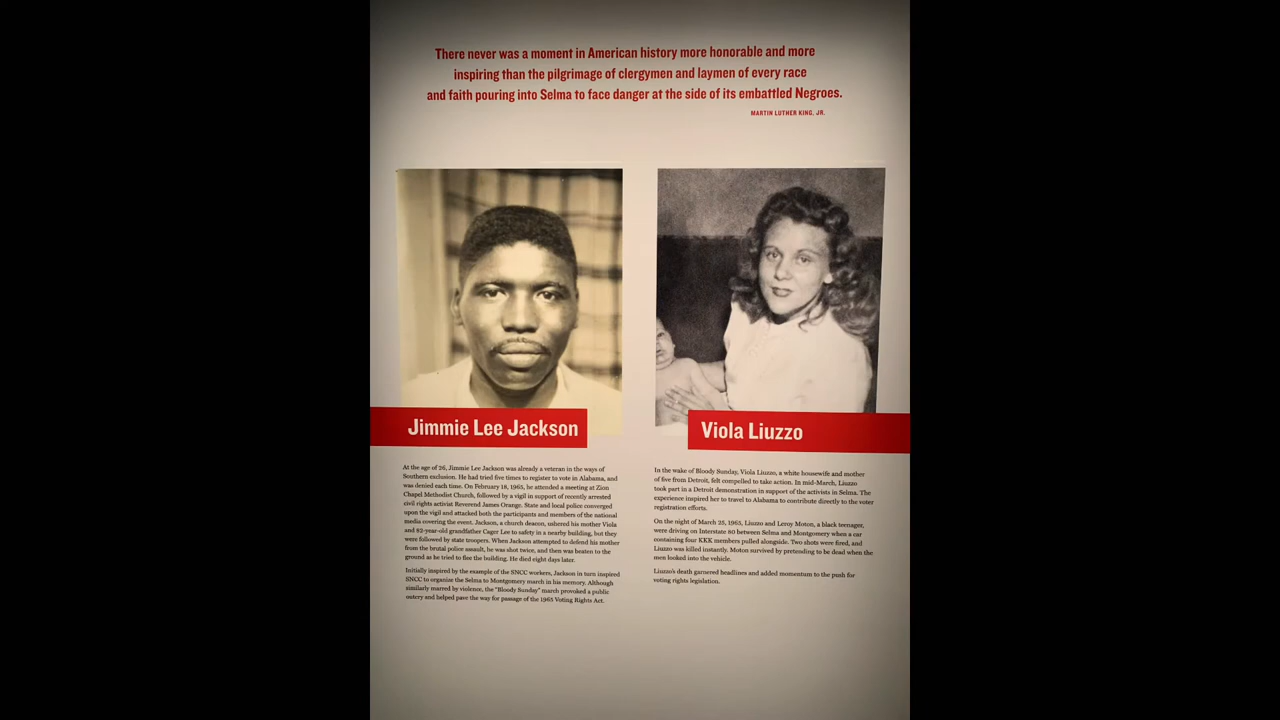 There never was a moment in American history more honorable and more
inspiring than the pilgrimage of clergymen and laymen of every race
and faith pouring into Selma to face danger at the side of its embattled Negroes.
MARTIN LUTHER KING, JR.
Jimmie Lee Jackson
At the age of 26, Jimmie Lee Jackson was already a veteran in the ways of
Southern exclusion. He had tried five times to register to vote in Alabama, and
was denied each time. On February 18, 1965, he attended a meeting at Zion
Chapel Methodist Church, followed by a vigil in support of recently arrested
civil rights activist Reverend James Orange. State and local police converged
upon the vigil and attacked both the participants and members of the national
media covering the event. Jackson, a church deacon, ushered his mother Viola
and 82-year-old grandfather Cager Lee to safety in a nearby building, but they
were followed by state troopers. When Jackson attempted to defend his mother
from the brutal police assault, he was shot twice, and then was beaten to the
ground as he tried to flee the building. He died eight days later.
Initially inspired by the example of the SNCC workers, Jackson in turn inspired
SNCC to organize the Selma to Montgomery march in his memory. Although
similarly marred by violence, the "Bloody Sunday" march provoked a public
outcry and helped pave the way for passage of the 1965 Voting Rights Act.
Viola Liuzzo
In the wake of Bloody Sunday, Viola Liuzzo, a white housewife and mother
of five from Detroit, felt compelled to take action. In mid-March, Liuzzo
took part in a Detroit demonstration in support of the activists in Selma. The
experience inspired her to travel to Alabama to contribute directly to the voter
registration efforts.
On the night of March 25, 1965, Liuzzo and Leroy Moton, a black teenager,
were driving on Interstate 80 between Selma and Montgomery when a car
containing four KKK members pulled alongside. Two shots were fired, and
Liuzzo was killed instantly. Moton survived by pretending to be dead when the
men looked into the vehicle.
Liuzzo's death garnered headlines and added momentum to the push for
voting rights legislation.